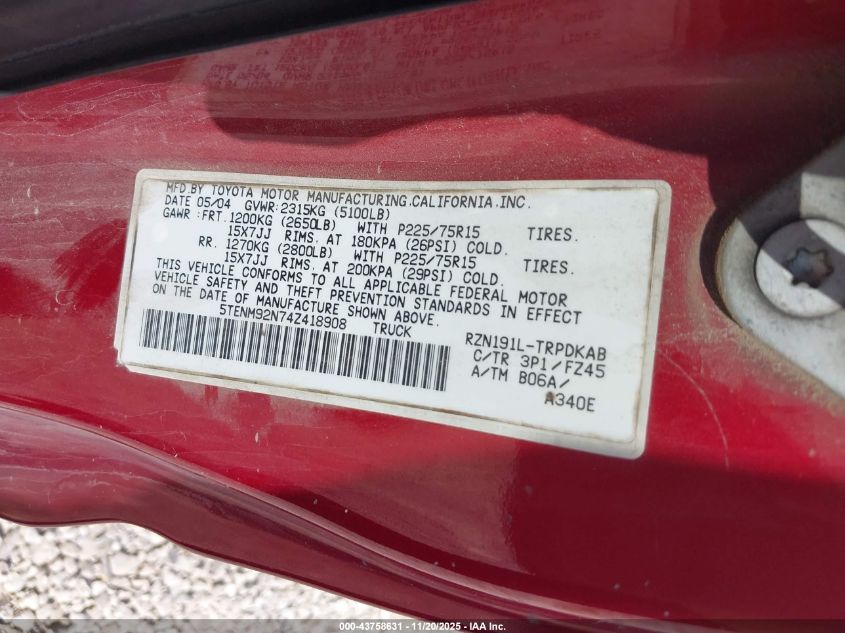 MFD.BY TOYOTA MOTOR MANUFACTURING.CALIFORNIA.INC.
DATE 05/04 GVWR:2315KG (5100LB)
GAWR :FRT.1200KG (2650LB) WITH P225/75R15 TIRES.
15X7JJ RIMS. AT 180KPA (26PSI) COLD.
RR. 1270KG (2800LB) WITH P225/75R15 TIRES.
15X7JJ RIMS. AT 200KPA (29PSI) COLD.
THIS VEHICLE CONFORMS TO ALL APPLICABLE FEDERAL MOTOR
VEHICLE SAFETY AND THEFT PREVENTION STANDARDS IN EFFECT
ON THE DATE OF MANUFACTURE SHOWN ABOVE.
5TENM92N74Z418908 TRUCK
RZN191L-TRPDKAB
C/TR 3P1/FZ45
A/TM B06A/
A340E
000-43758631 - 11/20/2025 - IAA Inc.